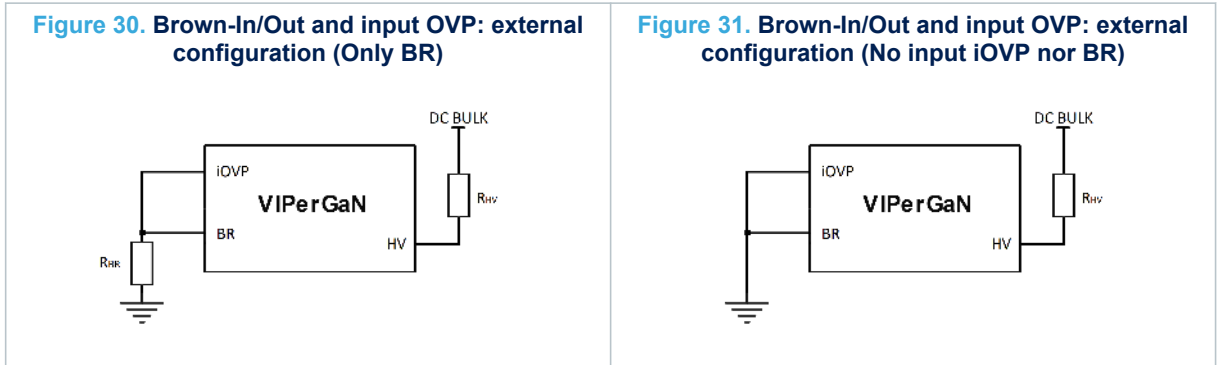 Figure 30. Brown-In/Out and input OVP: external
configuration (Only BR)
DC BULK
iOVP
VIPerGaN
RHV
BR
HV
RHR
Figure 31. Brown-In/Out and input OVP: external
configuration (No input iOVP nor BR)
DC BULK
iOVP
VIPerGaN
RHV
BR
HV